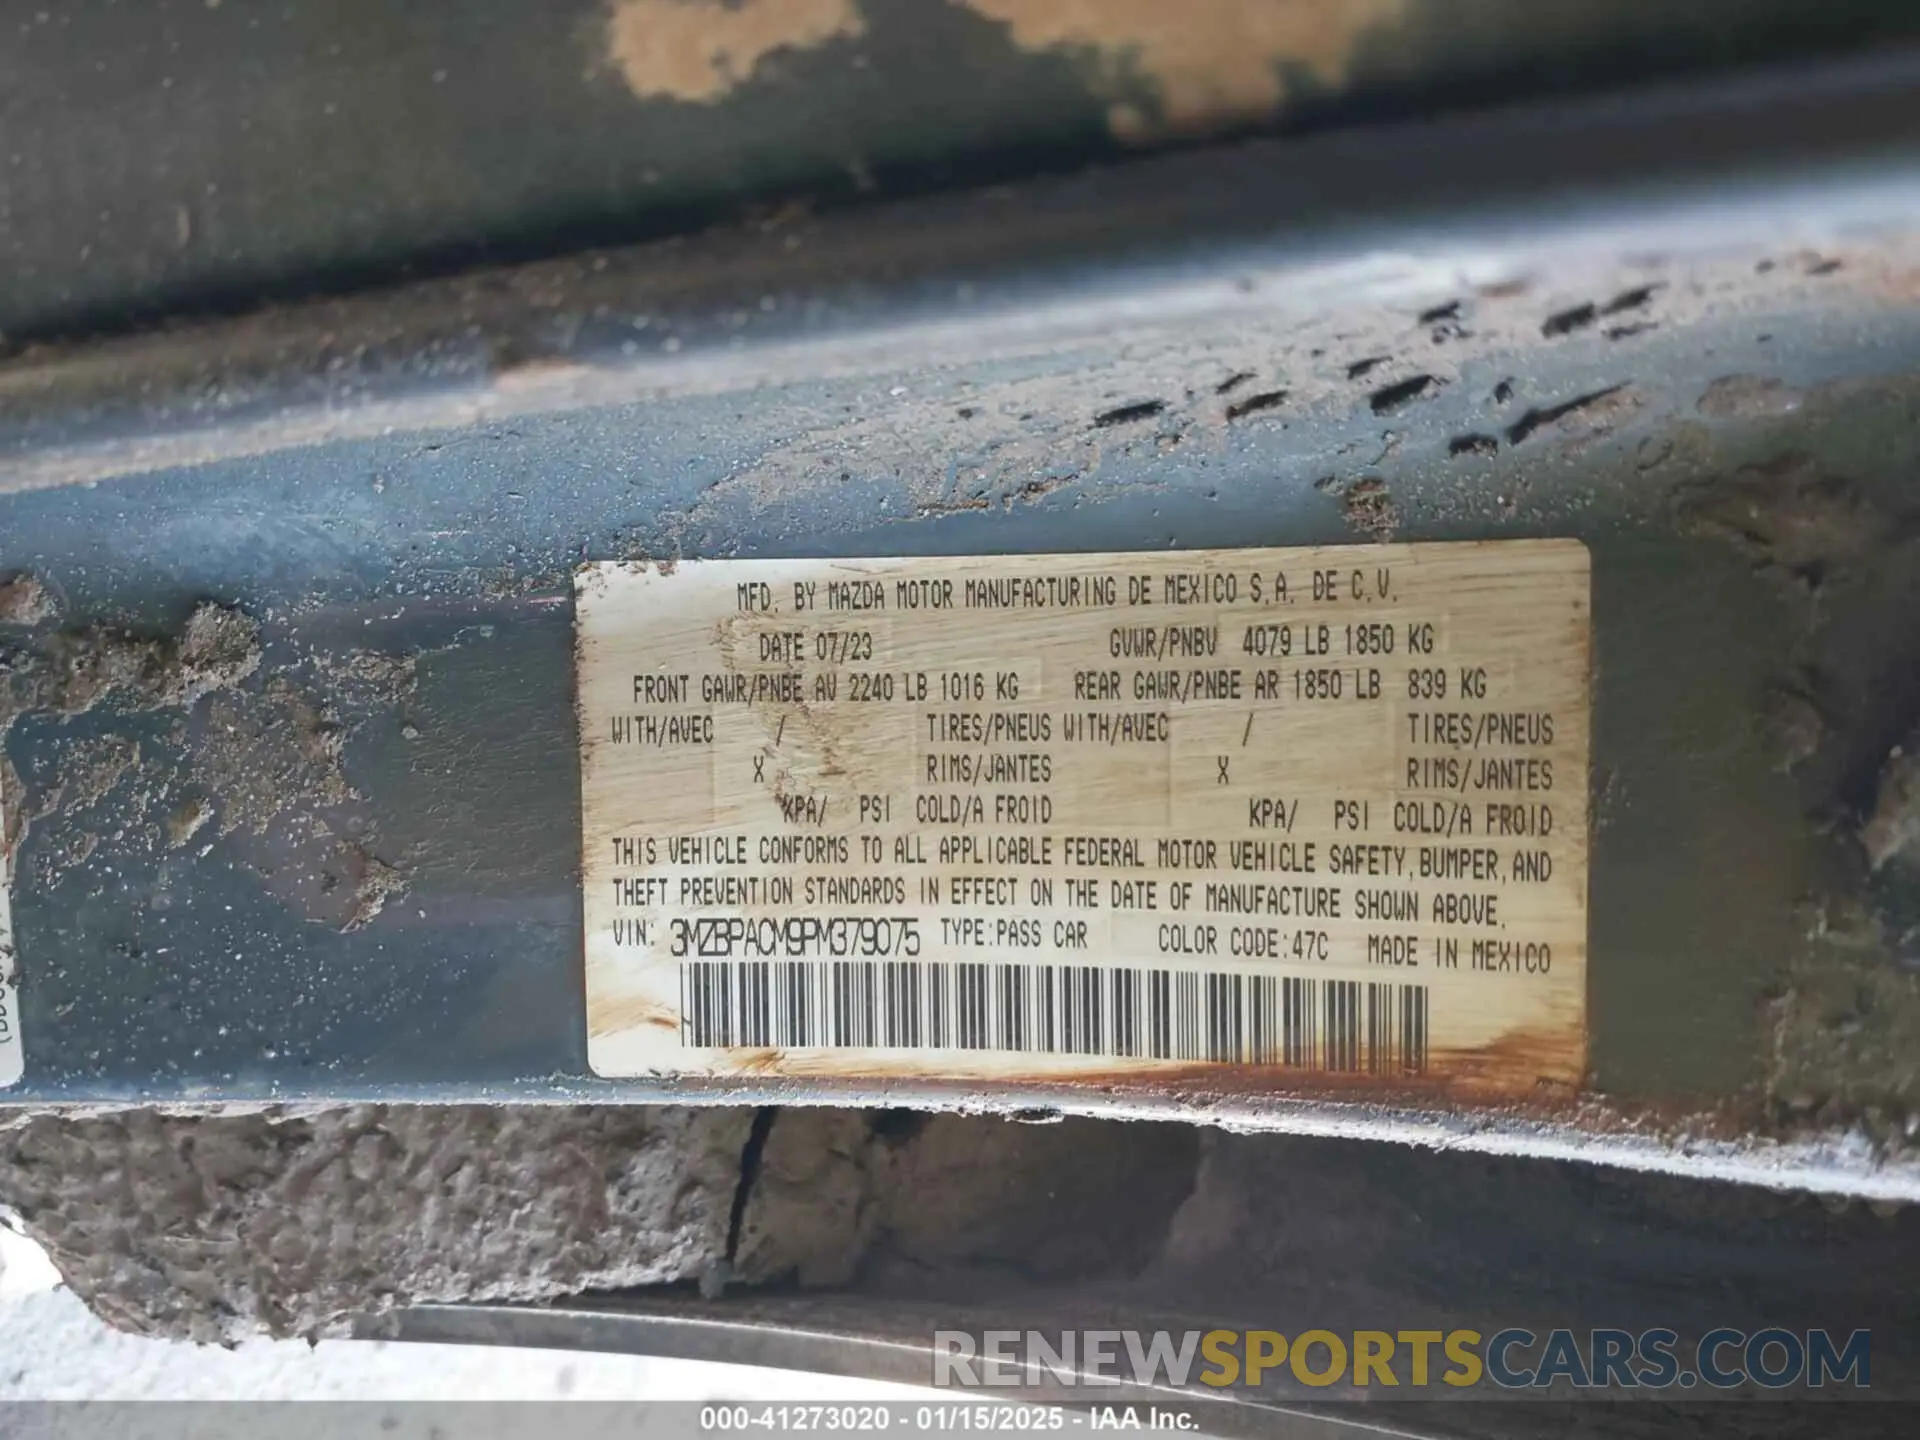 MFD. BY MAZDA MOTOR MANUFACTURING DE MEXICO S.A. DE C.V.
DATE 07/23 GVWR/PNBV 4079 LB 1850 KG
FRONT GAWR/PNBE AV 2240 LB 1016 KG REAR GAWR/PNBE AR 1850 LB 839 KG
WITH/AVEC / TIRES/PNEUS WITH/AVEC / TIRES/PNEUS
X RIMS/JANTES X RIMS/JANTES
KPA/ PSI COLD/A FROID KPA/ PSI COLD/A FROID
THIS VEHICLE CONFORMS TO ALL APPLICABLE FEDERAL MOTOR VEHICLE SAFETY, BUMPER, AND
THEFT PREVENTION STANDARDS IN EFFECT ON THE DATE OF MANUFACTURE SHOWN ABOVE.
VIN: 3MZBPACM9PM379075 TYPE:PASS CAR COLOR CODE:47C MADE IN MEXICO
RENEWSPORTSCARS.COM
000-41273020 - 01/15/2025 - IAA Inc.